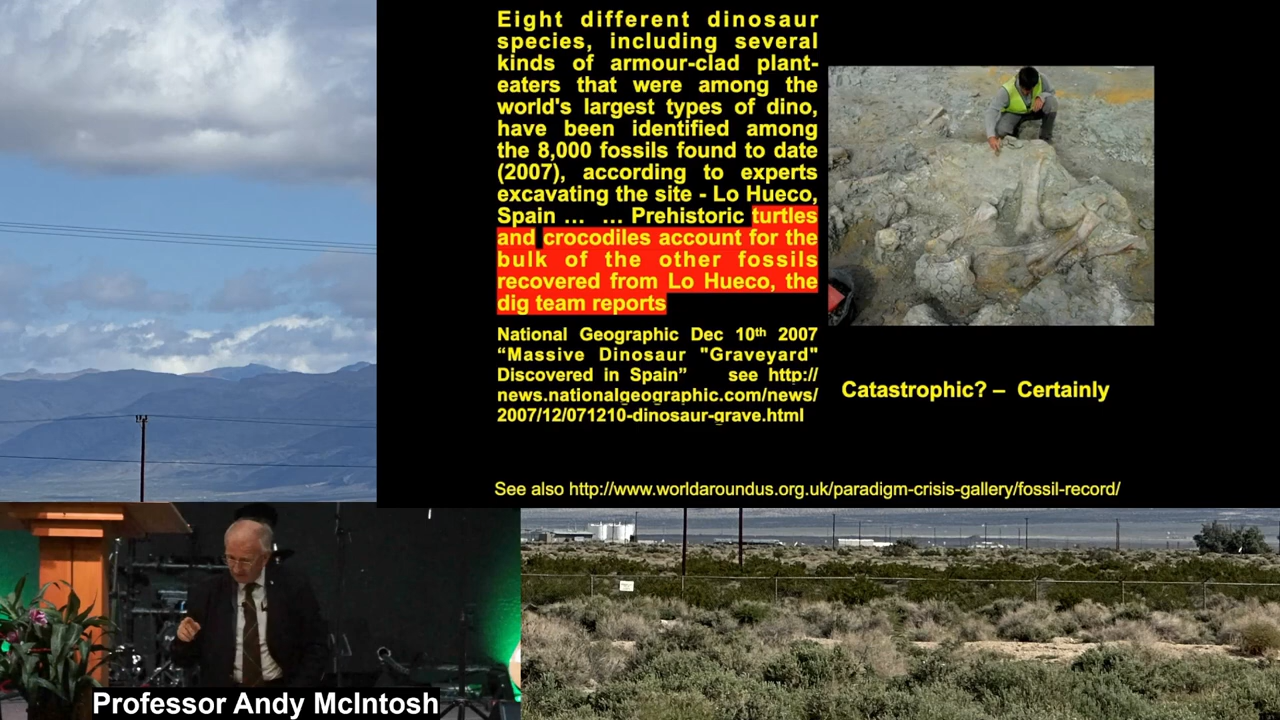 Eight different dinosaur
species, including several
kinds of armour-clad plant-
eaters that were among the
world's largest types of dino,
have been identified among
the 8,000 fossils found to date
(2007), according to experts
excavating the site - Lo Hueco,
Spain … … Prehistoric turtles
and crocodiles account for the
bulk of the other fossils
recovered from Lo Hueco, the
dig team reports
National Geographic Dec 10th 2007
“Massive Dinosaur "Graveyard"
Discovered in Spain” see http://
news.nationalgeographic.com/news/
2007/12/071210-dinosaur-grave.html
Catastrophic? – Certainly
See also http://www.worldaroundus.org.uk/paradigm-crisis-gallery/fossil-record/
Professor Andy McIntosh